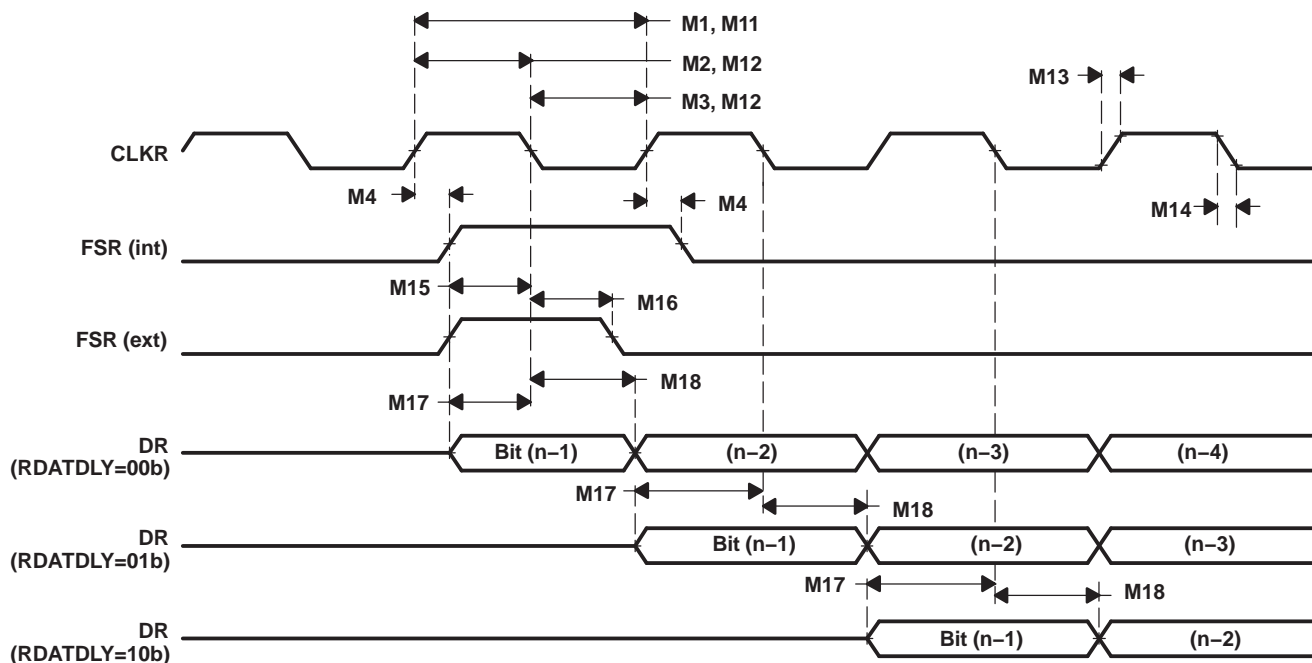 M1, M11
M2, M12
M13
M3, M12
CLKR
M4
M4
M14
FSR (int)
M15
M16
FSR (ext)
M18
M17
DR
(RDATDLY=00b)
Bit (n–1)
(n–2)
(n–3)
(n–4)
M17
M18
DR
(RDATDLY=01b)
Bit (n–1)
(n–2)
(n–3)
M17
M18
DR
(RDATDLY=10b)
Bit (n–1)
(n–2)